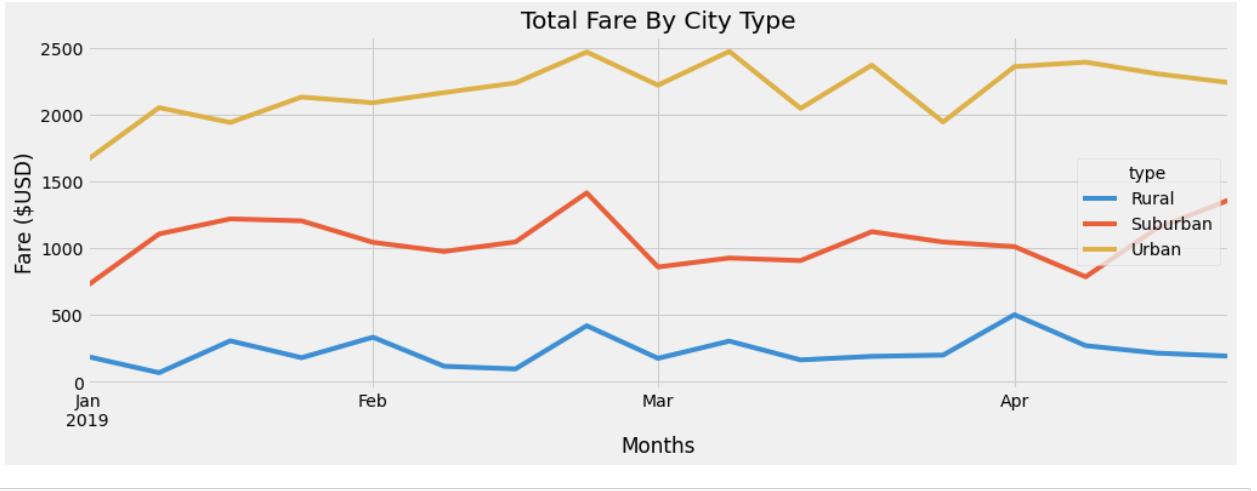 Total Fare By City Type
Fare ($USD)
2500
2000
1500
1000
500
0
type
Rural
Suburban
Urban
Jan
2019
Feb
Mar
Apr
Months